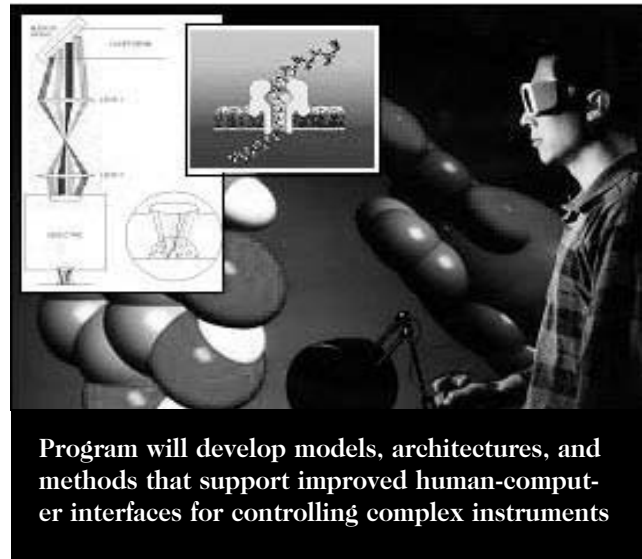 Program will develop models, architectures, and
methods that support improved human-comput-
er interfaces for controlling complex instruments